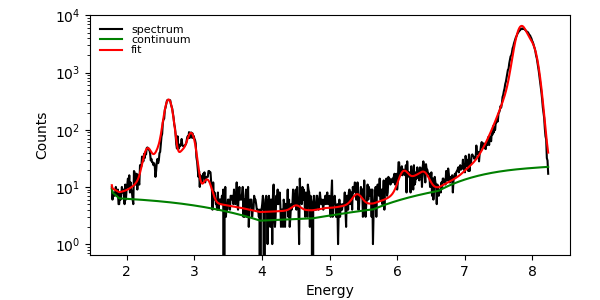 10⁴
spectrum
continuum
fit
10³
Counts
10²
10¹
10⁰
2 3 4 5 6 7 8
Energy